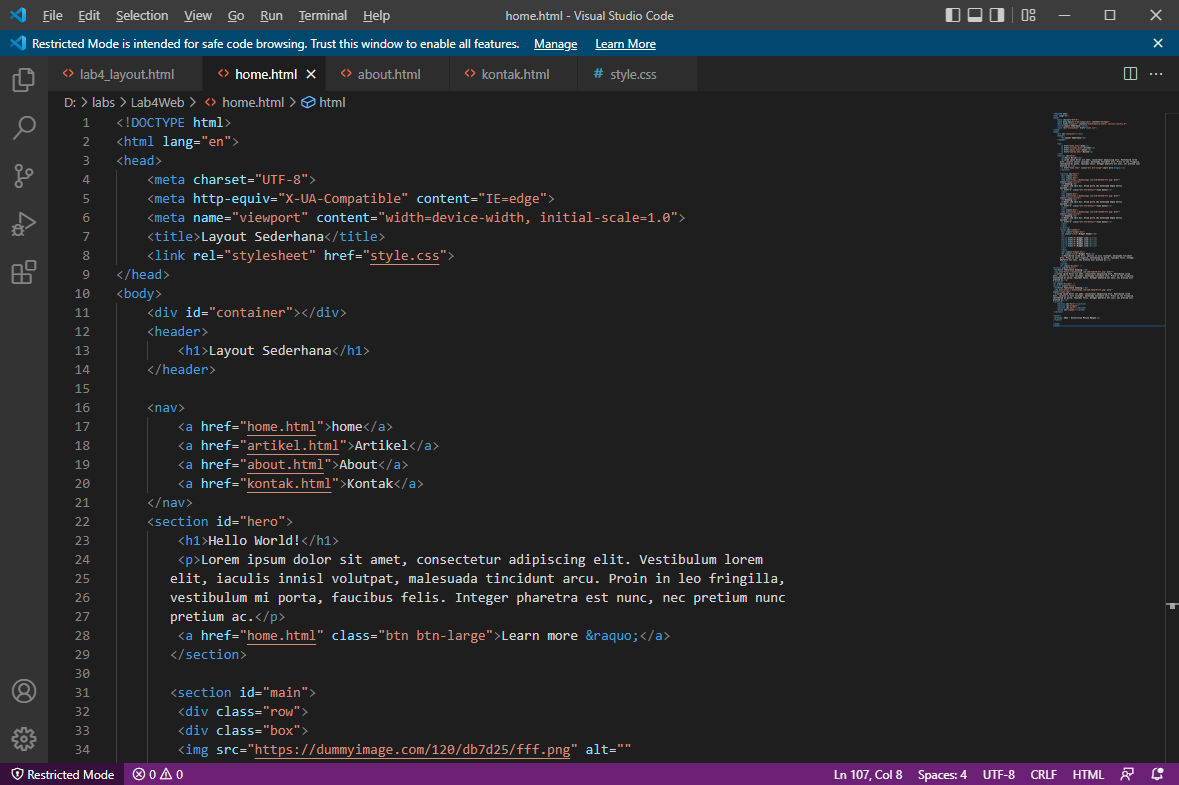 File Edit Selection View Go Run Terminal Help home.html - Visual Studio Code
Restricted Mode is intended for safe code browsing. Trust this window to enable all features. Manage Learn More
lab4_layout.html home.html about.html kontak.html # style.css
D: > labs > Lab4Web > home.html > html
1 <!DOCTYPE html>
2 <html lang="en">
3 <head>
4 <meta charset="UTF-8">
5 <meta http-equiv="X-UA-Compatible" content="IE=edge">
6 <meta name="viewport" content="width=device-width, initial-scale=1.0">
7 <title>Layout Sederhana</title>
8 <link rel="stylesheet" href="style.css">
9 </head>
10 <body>
11 <div id="container"></div>
12 <header>
13 <h1>Layout Sederhana</h1>
14 </header>
15
16 <nav>
17 <a href="home.html">home</a>
18 <a href="artikel.html">Artikel</a>
19 <a href="about.html">About</a>
20 <a href="kontak.html">Kontak</a>
21 </nav>
22 <section id="hero">
23 <h1>Hello World!</h1>
24 <p>Lorem ipsum dolor sit amet, consectetur adipiscing elit. Vestibulum lorem
25 elit, iaculis innisl volutpat, malesuada tincidunt arcu. Proin in leo fringilla,
26 vestibulum mi porta, faucibus felis. Integer pharetra est nunc, nec pretium nunc
27 pretium ac.</p>
28 <a href="home.html" class="btn btn-large">Learn more &raquo;</a>
29 </section>
30
31 <section id="main">
32 <div class="row">
33 <div class="box">
34 <img src="https://dummyimage.com/120/db7d25/fff.png" alt=""
Restricted Mode 0 0 Ln 107, Col 8 Spaces: 4 UTF-8 CRLF HTML